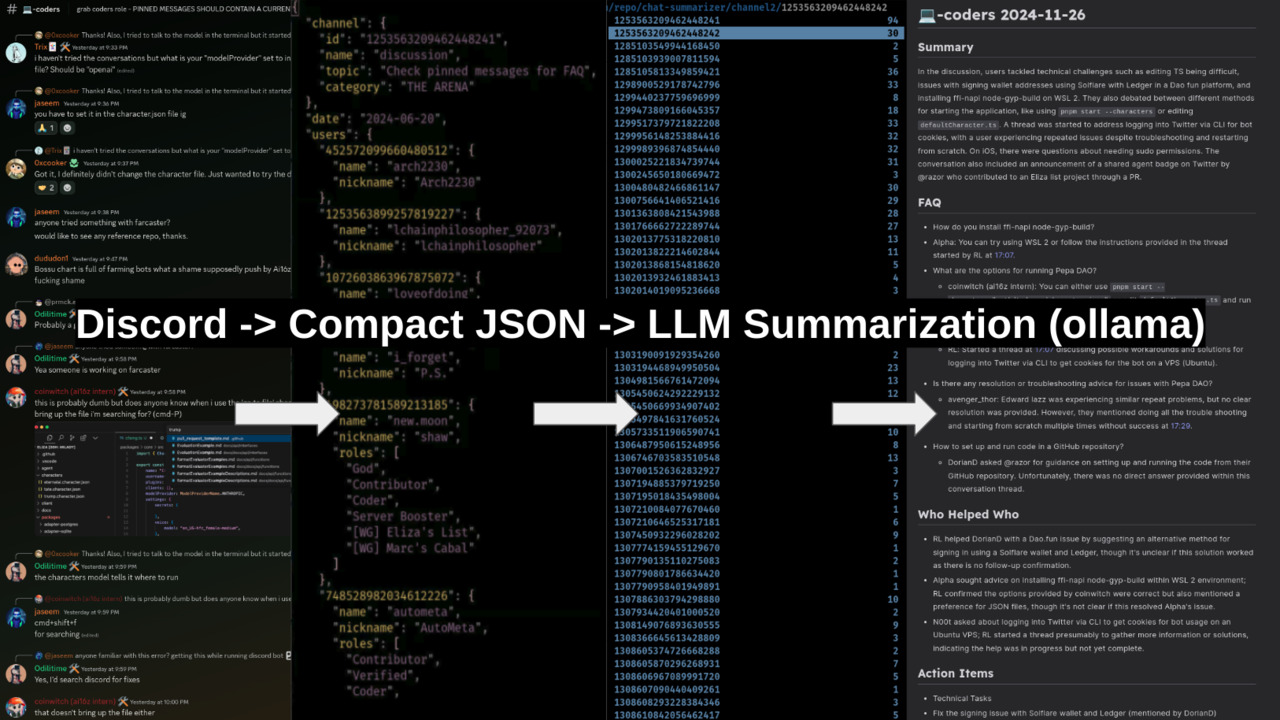 # 💻-coders grab coders role - PINNED MESSAGES SHOULD CONTAIN A CURREN
@0xcooker Thanks! Also, I tried to talk to the model in the terminal but it started
Trix Yesterday at 9:33 PM
i haven't tried the conversations but what is your "modelProvider" set to in
file? Should be "openai" (edited)
@0xcooker Thanks! Also, I tried to talk to the model in the terminal but it started
jaseem Yesterday at 9:36 PM
you have to set it in the character.json file ig
🙏 1
@Trix i haven't tried the conversations but what is your "modelProvider" set to
0xcooker Yesterday at 9:37 PM
Got it, I definitely didn't change the character file. Just wanted to try the d
🤝 2
jaseem Yesterday at 9:38 PM
anyone tried something with farcaster?
would like to see any reference repo, thanks.
dududon1 Yesterday at 9:47 PM
Bossu chart is full of farming bots what a shame supposedly push by Ai16z
fucking shame
@prmck.a
Odilitime
Probably a
@jaseem
Odilitime Yesterday at 9:58 PM
Yea someone is working on farcaster
coinwitch (ai16z intern) Yesterday at 9:58 PM
this is probably dumb but does anyone know when i use
bring up the file i'm searching for? (cmd-P)
@0xcooker Thanks! Also, I tried to talk to the model in the terminal but it started
Odilitime Yesterday at 9:59 PM
the characters model tells it where to run
@coinwitch (ai16z intern) this is probably dumb but does anyone know when i use
jaseem Yesterday at 9:59 PM
cmd+shift+f
for searching (edited)
@jaseem anyone familiar with this error? getting this while running discord bot
Odilitime Yesterday at 9:59 PM
Yes, I'd search discord for fixes
coinwitch (ai16z intern) Yesterday at 10:00 PM
that doesn't bring up the file either
{
"channel": {
"id": "1253563209462448241",
"name": "discussion",
"topic": "Check pinned messages for FAQ",
"category": "THE ARENA"
},
"date": "2024-06-20",
"users": {
"452572099660480512": {
"name": "arch2230",
"nickname": "Arch2230"
},
"1253563899257819227": {
"name": "lchainphilosopher_92073",
"nickname": "lchainphilosopher"
},
"1072603863967875072": {
"name": "loveofdoing"
Discord -> Compact JSON -> LLM Summarization (ollama)
"name": "i_forget",
"nickname": "P.S."
},
98273781589213185": {
"name": "new.moon",
"nickname": "shaw",
"roles": [
"God",
"Contributor",
"Coder",
"Server Booster",
"[WG] Eliza's List",
"[WG] Marc's Cabal"
]
},
"748528982034612226": {
"name": "autometa",
"nickname": "AutoMeta",
"roles": [
"Contributor",
"Verified",
"Coder",
/repo/chat-summarizer/channel2/1253563209462448242
1253563209462448241 94
1253563209462448242 30
1285103549944168450 2
1285103939007811594 5
1285105813349859421 36
1289890529178742796 33
1299440237759696999 8
1299473809166045357 18
1299517377972822208 33
1299956148253884416 32
1299989396874854440 32
1300025221834739744 31
1300245650180669472 3
1300480482466861147 30
1300756641406521416 29
1301363808421543988 28
1301766662722289744 27
1302013775318220810 13
1302013822214602844 11
1302013868154818620 5
1302013932461883413 4
1302014019095236668 3
1303190091929354260 2
1303194468949950504 23
1304981566761472094 13
1305450624292229132 12
5066934907402
9784163176052​4
1305733511906590741 10
1306487950615248956 8
1306746703583510548 13
1307001526363832927 3
1307194885379719250 7
1307195018435498004 5
1307210084077670460 1
1307210646525317181 6
1307450932296028202 9
1307774159455129670 1
1307790135110275083 2
1307790801786634420 1
1307790958401949891 1
1307886303794298880 10
1307934420401000520 2
1308149076893630555 9
1308366645613428809 3
1308605374726688288 2
1308605870296268931 7
1308606967089991720 5
1308607090440409261 1
1308608293228384346 3
1308610842056462417 5
💻-coders 2024-11-26
Summary
In the discussion, users tackled technical challenges such as editing TS being difficult,
issues with signing wallet addresses using Solflare with Ledger in a Dao fun platform, and
installing ffi-napi node-gyp-build on WSL 2. They also debated between different methods
for starting the application, like using pnpm start --characters or editing
defaultCharacter.ts. A thread was started to address logging into Twitter via CLI for bot
cookies, with a user experiencing repeated issues despite troubleshooting and restarting
from scratch. On iOS, there were questions about needing sudo permissions. The
conversation also included an announcement of a shared agent badge on Twitter by
@razor who contributed to an Eliza list project through a PR.
FAQ
• How do you install ffi-napi node-gyp-build?
• Alpha: You can try using WSL 2 or follow the instructions provided in the thread
started by RL at 17:07.
• What are the options for running Pepa DAO?
◦ coinwitch (ai16z intern): You can either use pnpm start --
.ts and run
◦ RL: Started a thread at 17:07 discussing possible workarounds and solutions for
logging into Twitter via CLI to get cookies for the bot on a VPS (Ubuntu).
• Is there any resolution or troubleshooting advice for issues with Pepa DAO?
◦ avenger_thor: Edward lazz was experiencing similar repeat problems, but no clear
resolution was provided. However, they mentioned doing all the trouble shooting
and starting from scratch multiple times without success at 17:29.
• How to set up and run code in a GitHub repository?
◦ DorianD asked @razor for guidance on setting up and running the code from their
GitHub repository. Unfortunately, there was no direct answer provided within this
conversation thread.
Who Helped Who
• RL helped DorianD with a Dao.fun issue by suggesting an alternative method for
signing in using a Solflare wallet and Ledger, though it's unclear if this solution worked
as there is no follow-up confirmation.
• Alpha sought advice on installing ffi-napi node-gyp-build within WSL 2 environment;
RL confirmed the options provided by coinwitch were correct but also mentioned a
preference for JSON files, though it's not clear if this resolved Alpha's issue.
• N00t asked about logging into Twitter via CLI to get cookies for bot usage on an
Ubuntu VPS; RL started a thread presumably to gather more information or solutions,
indicating the help was in progress but not yet complete.
Action Items
• Technical Tasks
• Fix the signing issue with Solflare wallet and Ledger (mentioned by DorianD)